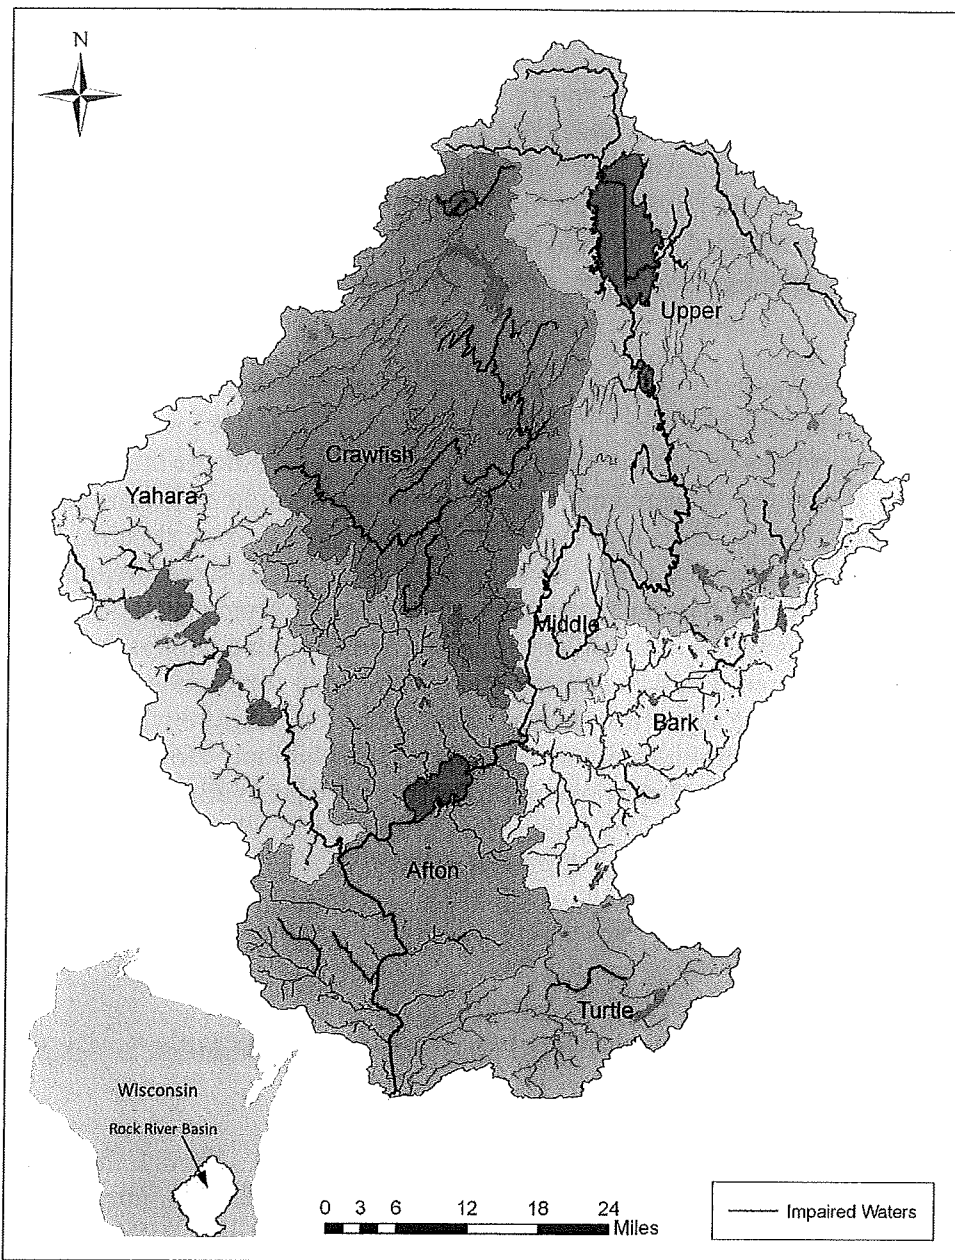 N
Upper
Crawfish
Yahara
Middle
Bark
Afton
Turtle
Wisconsin
Rock River Basin
0 3 6 12 18 24
Miles
Impaired Waters